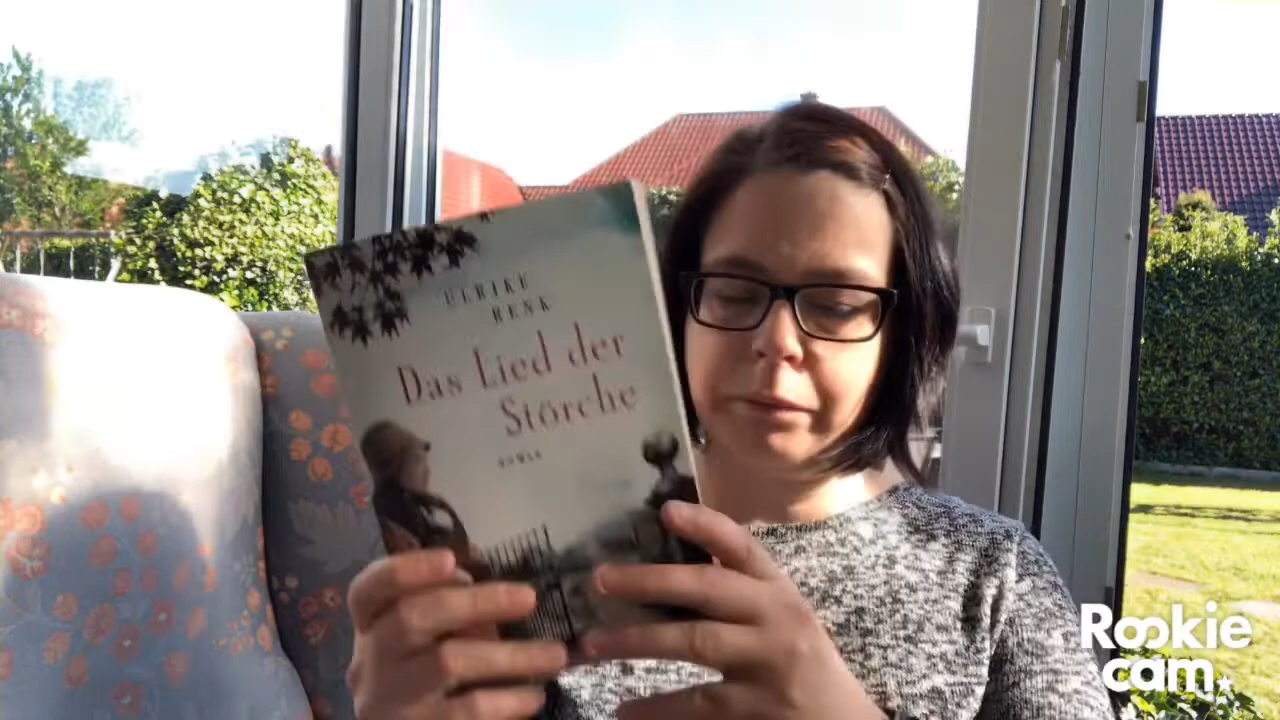 ULRIKE
RENK
Das Lied der
Störche
ROMAN
Rookie
cam